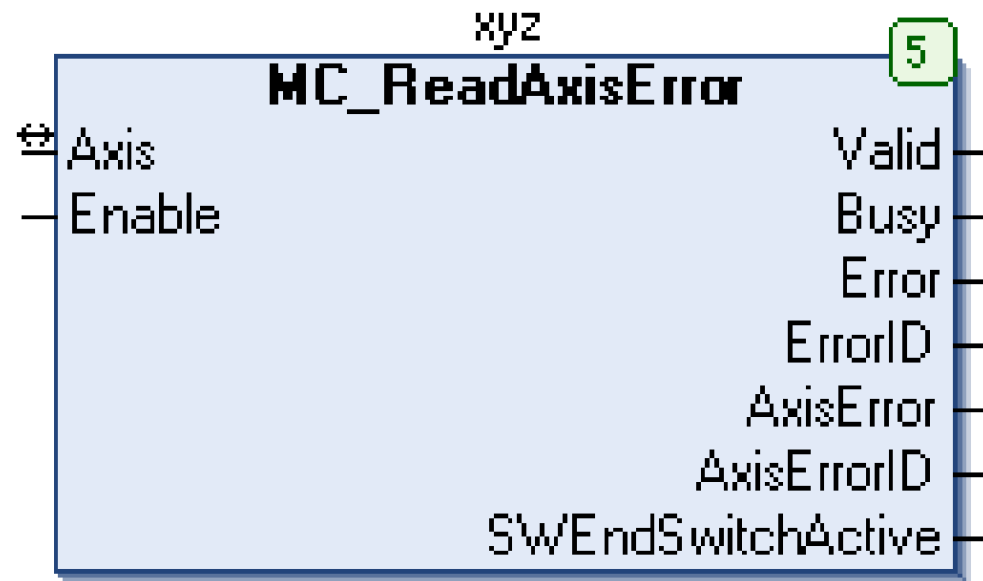 xyz
5
MC_ReadAxisError
Axis
Valid
Enable
Busy
Error
ErrorID
AxisError
AxisErrorID
SWEndSwitchActive